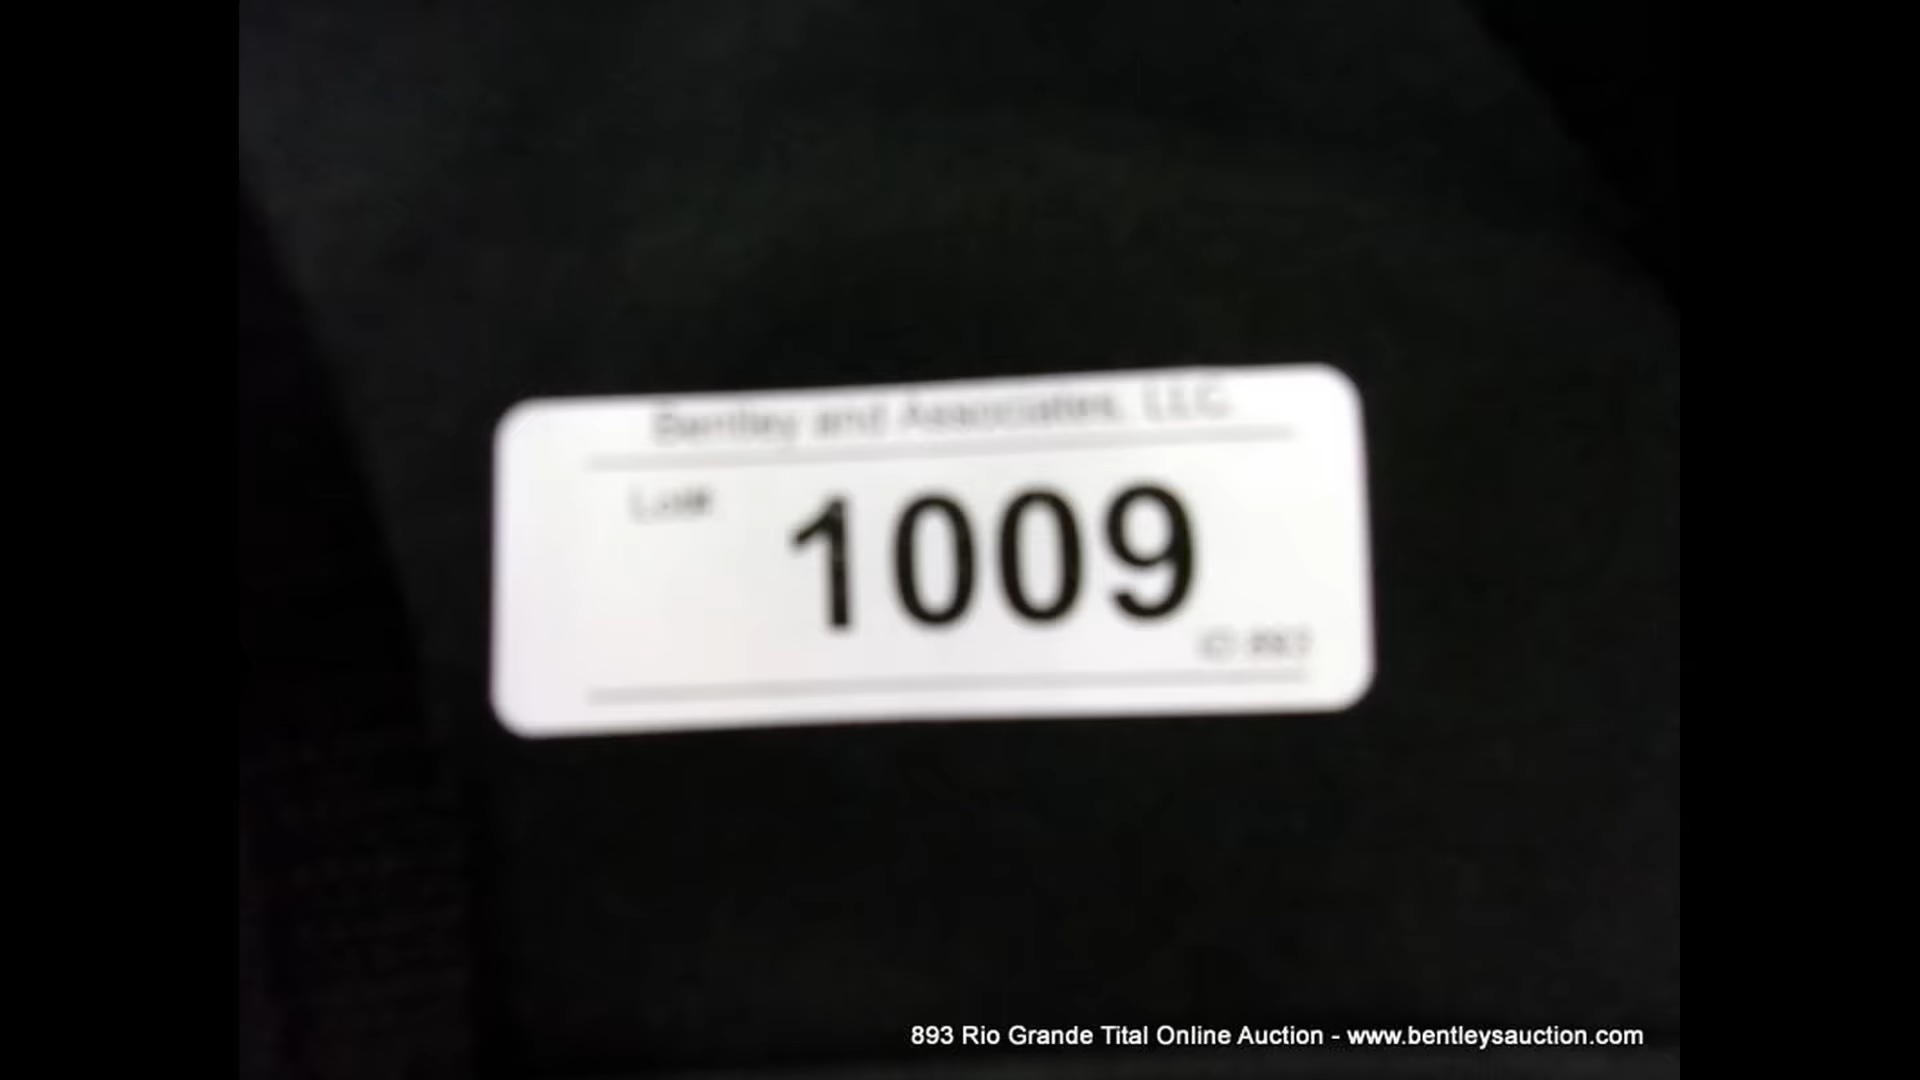 Bentley and Associates, LLC
Lot#
1009
ID 893
893 Rio Grande Tital Online Auction - www.bentleysauction.com